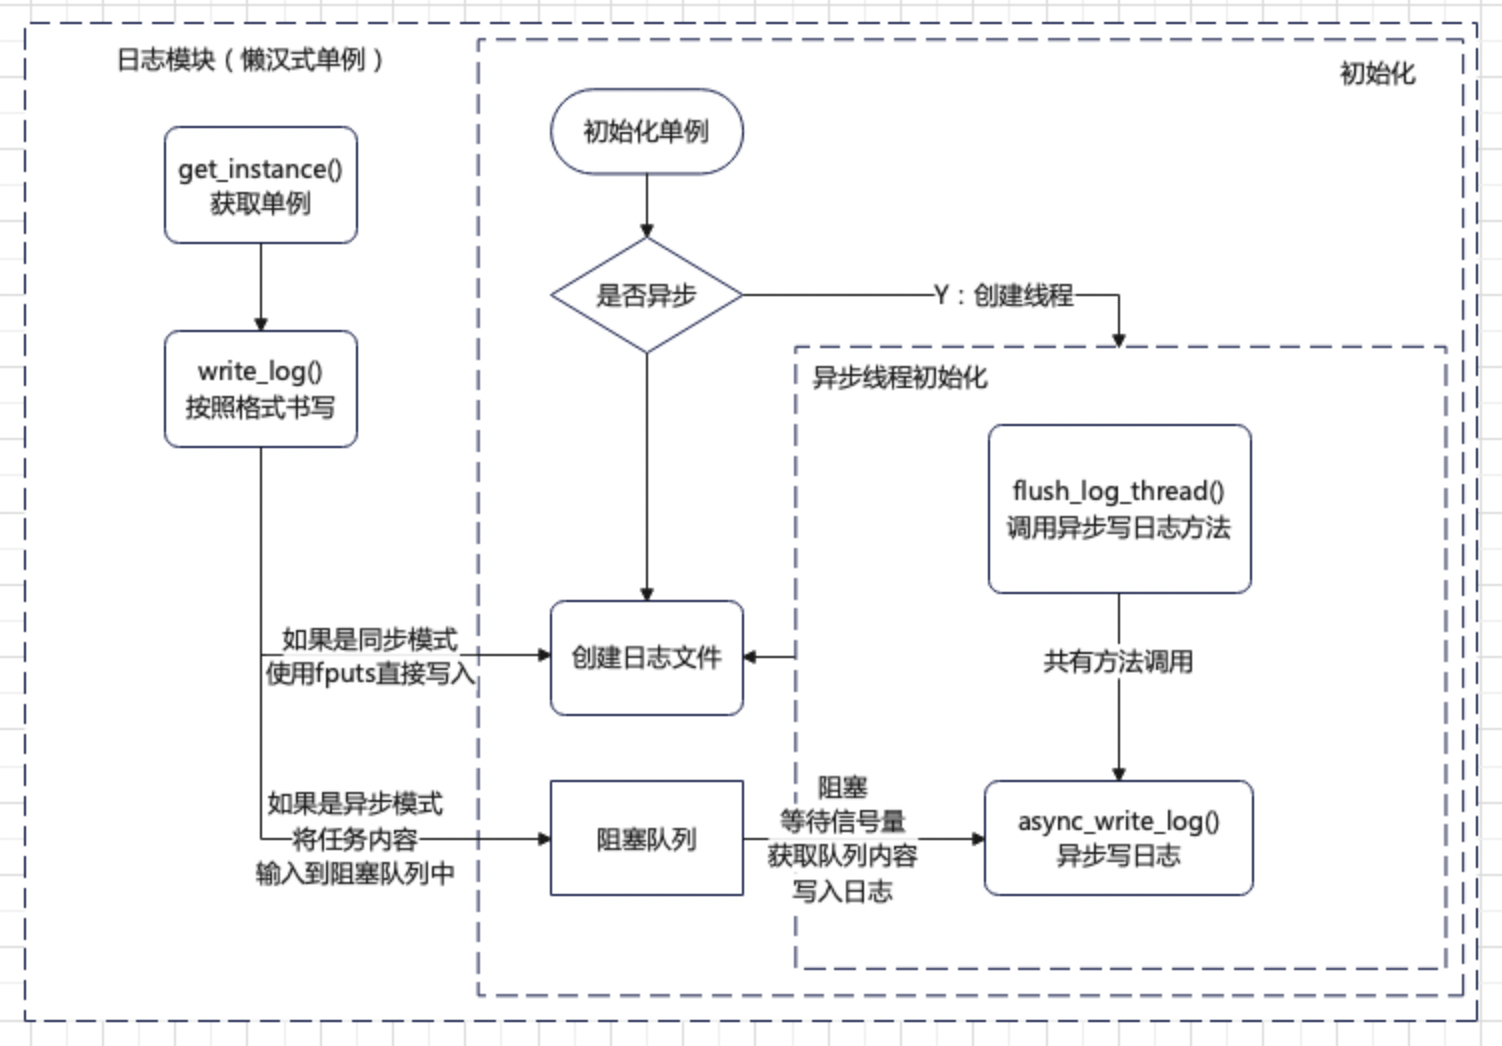 日志模块（懒汉式单例）
初始化
get_instance()
获取单例
write_log()
按照格式书写
初始化单例
是否异步
Y：创建线程
异步线程初始化
flush_log_thread()
调用异步写日志方法
如果是同步模式
使用fputs直接写入
创建日志文件
共有方法调用
如果是异步模式
将任务内容
输入到阻塞队列中
阻塞队列
阻塞
等待信号量
获取队列内容
写入日志
async_write_log()
异步写日志